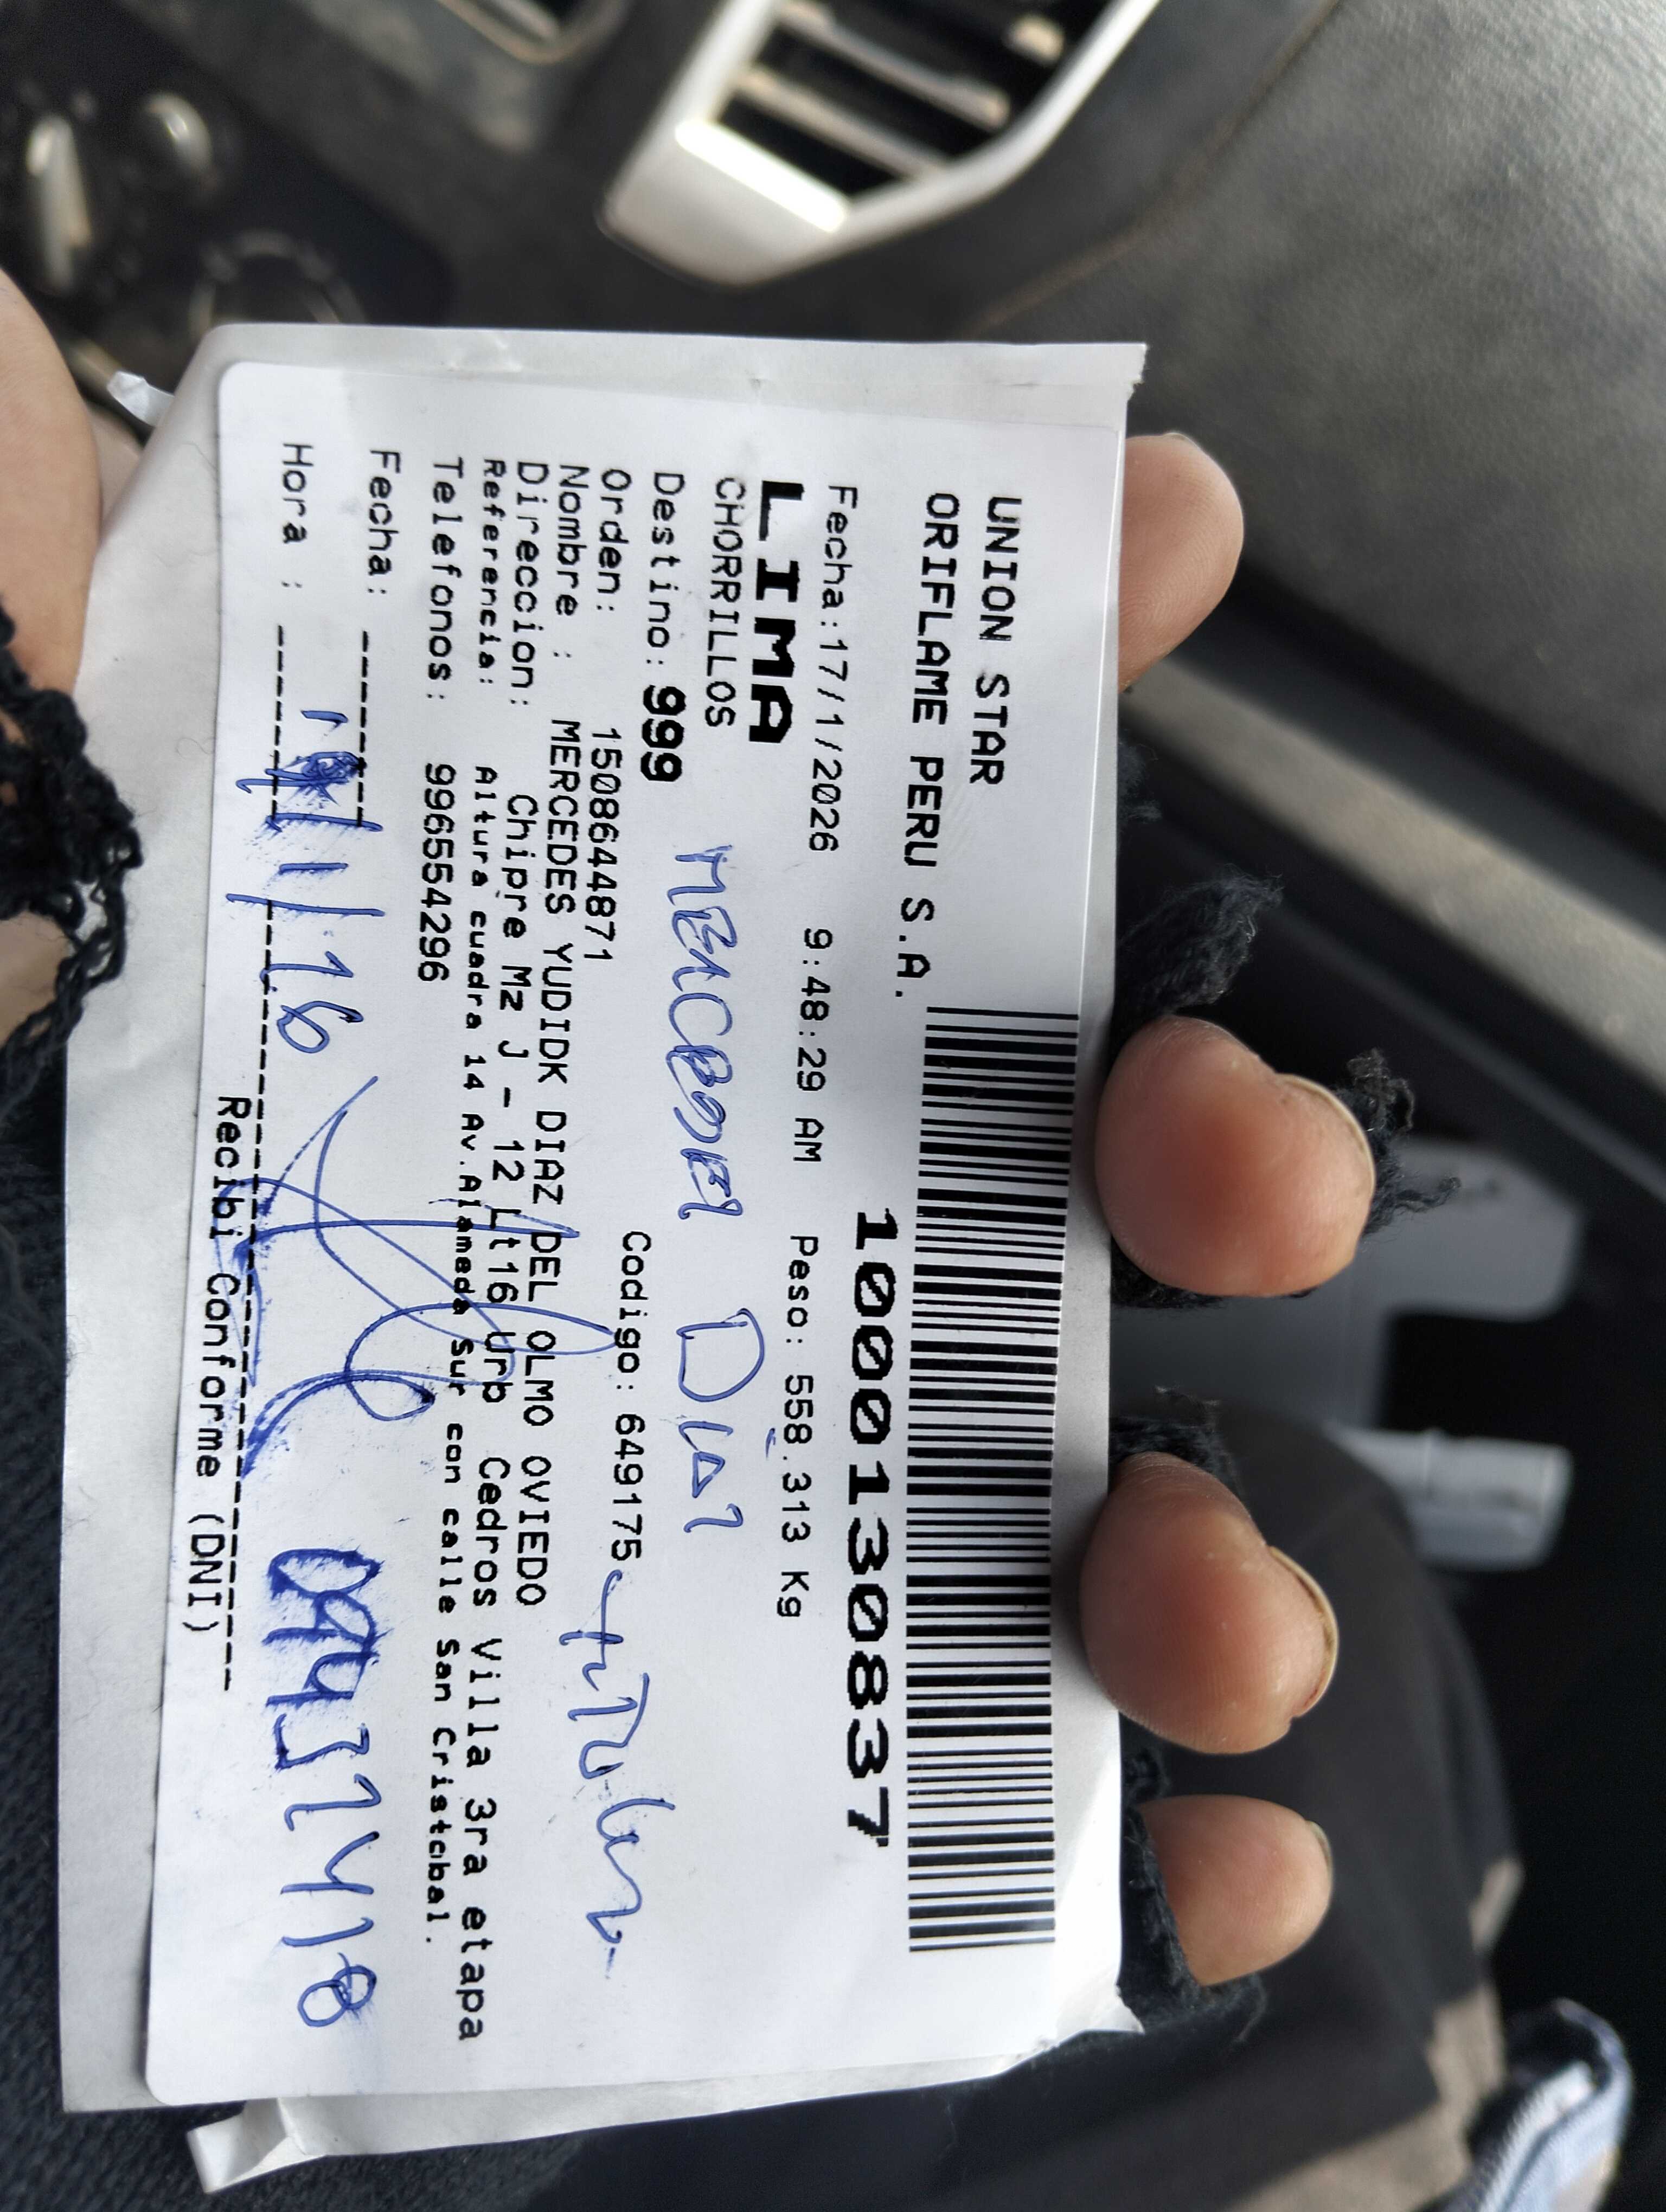 UNION STAR
ORIFLAME PERU S.A.
100013030837
Fecha:17/1/2026 9:48:29 AM Peso: 558.313 Kg
LIMA
CHORRILLOS
Destino: 999 MERCEDES DIAZ
Orden: 1508644871 Codigo: 649175
Nombre : MERCEDES YUDIDK DIAZ DEL OLMO OVIEDO
Titular
Direccion: Chipre Mz J - 12 Lt16 Urb Cedros Villa 3ra etapa
Referencia: Altura cuadra 14 Av.Alameda Sur con calle San Cristobal.
Telefonos: 996554296
Fecha:
Hora :
Recibi Conforme (DNI)